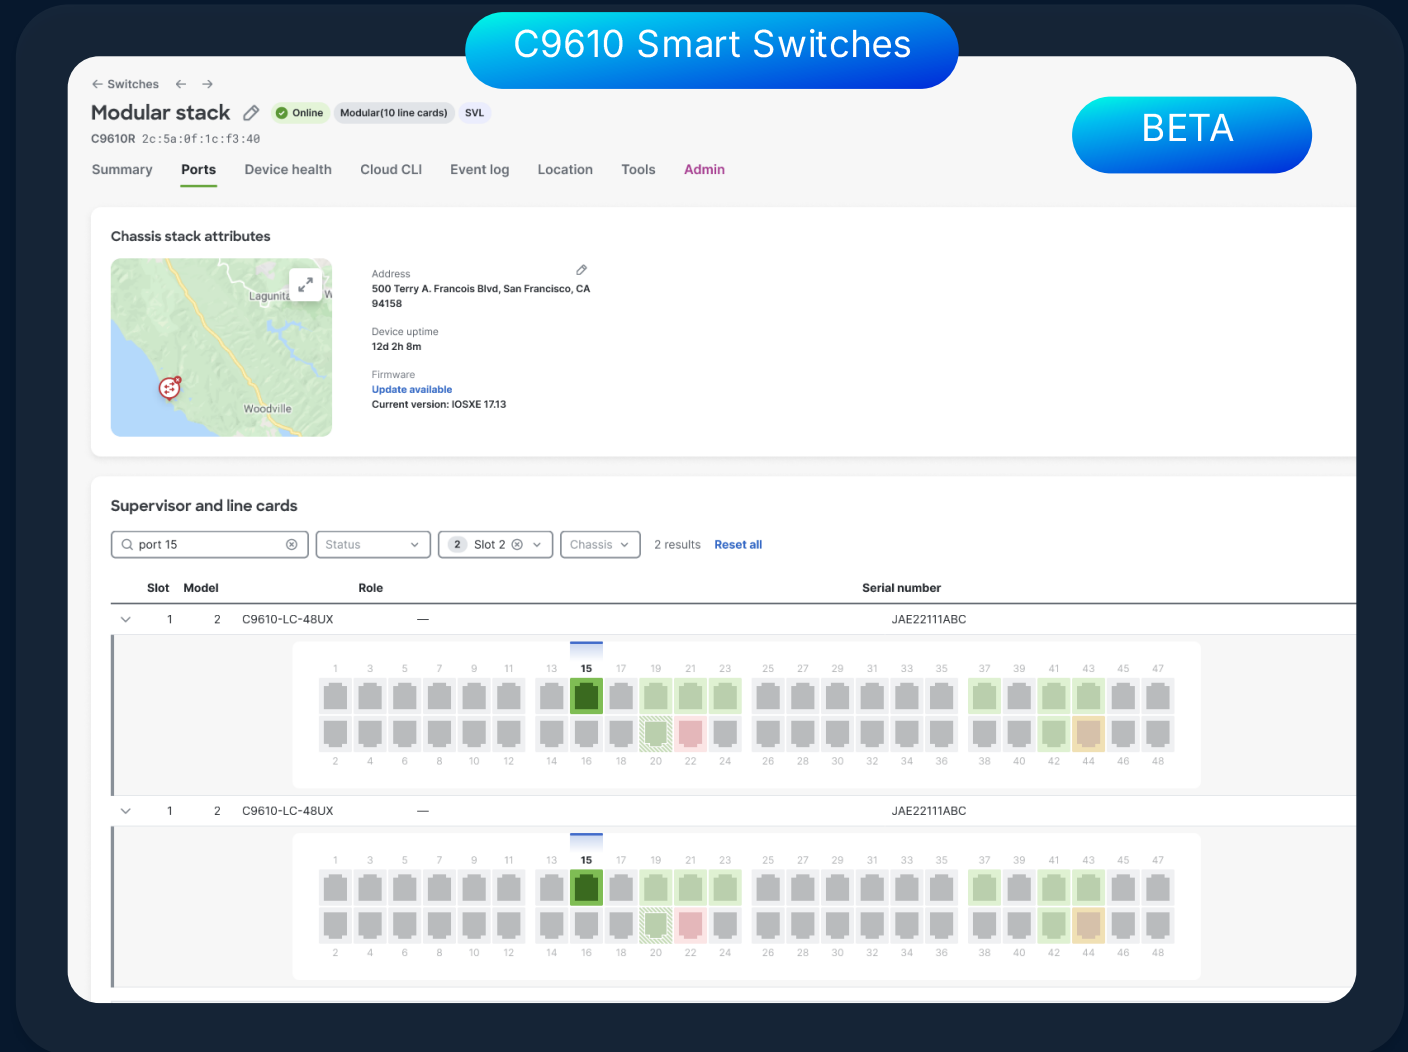 C9610 Smart Switches
← Switches ← →
Modular stack Online Modular(10 line cards) SVL
BETA
C9610R 2c:5a:0f:1c:f3:40
Summary Ports Device health Cloud CLI Event log Location Tools Admin
Chassis stack attributes
Lagunita W
Woodville
Address
500 Terry A. Francois Blvd, San Francisco, CA
94158
Device uptime
12d 2h 8m
Firmware
Update available
Current version: IOSXE 17.13
Supervisor and line cards
port 15 Status 2 Slot 2 Chassis 2 results Reset all
Slot Model Role Serial number
1 2 C9610-LC-48UX — JAE22111ABC
1 3 5 7 9 11 13 15 17 19 21 23 25 27 29 31 33 35 37 39 41 43 45 47
2 4 6 8 10 12 14 16 18 20 22 24 26 28 30 32 34 36 38 40 42 44 46 48
1 2 C9610-LC-48UX — JAE22111ABC
1 3 5 7 9 11 13 15 17 19 21 23 25 27 29 31 33 35 37 39 41 43 45 47
2 4 6 8 10 12 14 16 18 20 22 24 26 28 30 32 34 36 38 40 42 44 46 48